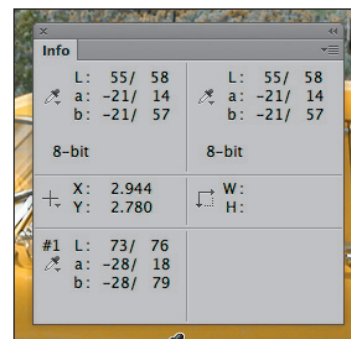 Info
L: 55/ 58 L: 55/ 58
a: -21/ 14 a: -21/ 14
b: -21/ 57 b: -21/ 57
8-bit 8-bit
X: 2.944 W:
Y: 2.780 H:
#1 L: 73/ 76
a: -28/ 18
b: -28/ 79